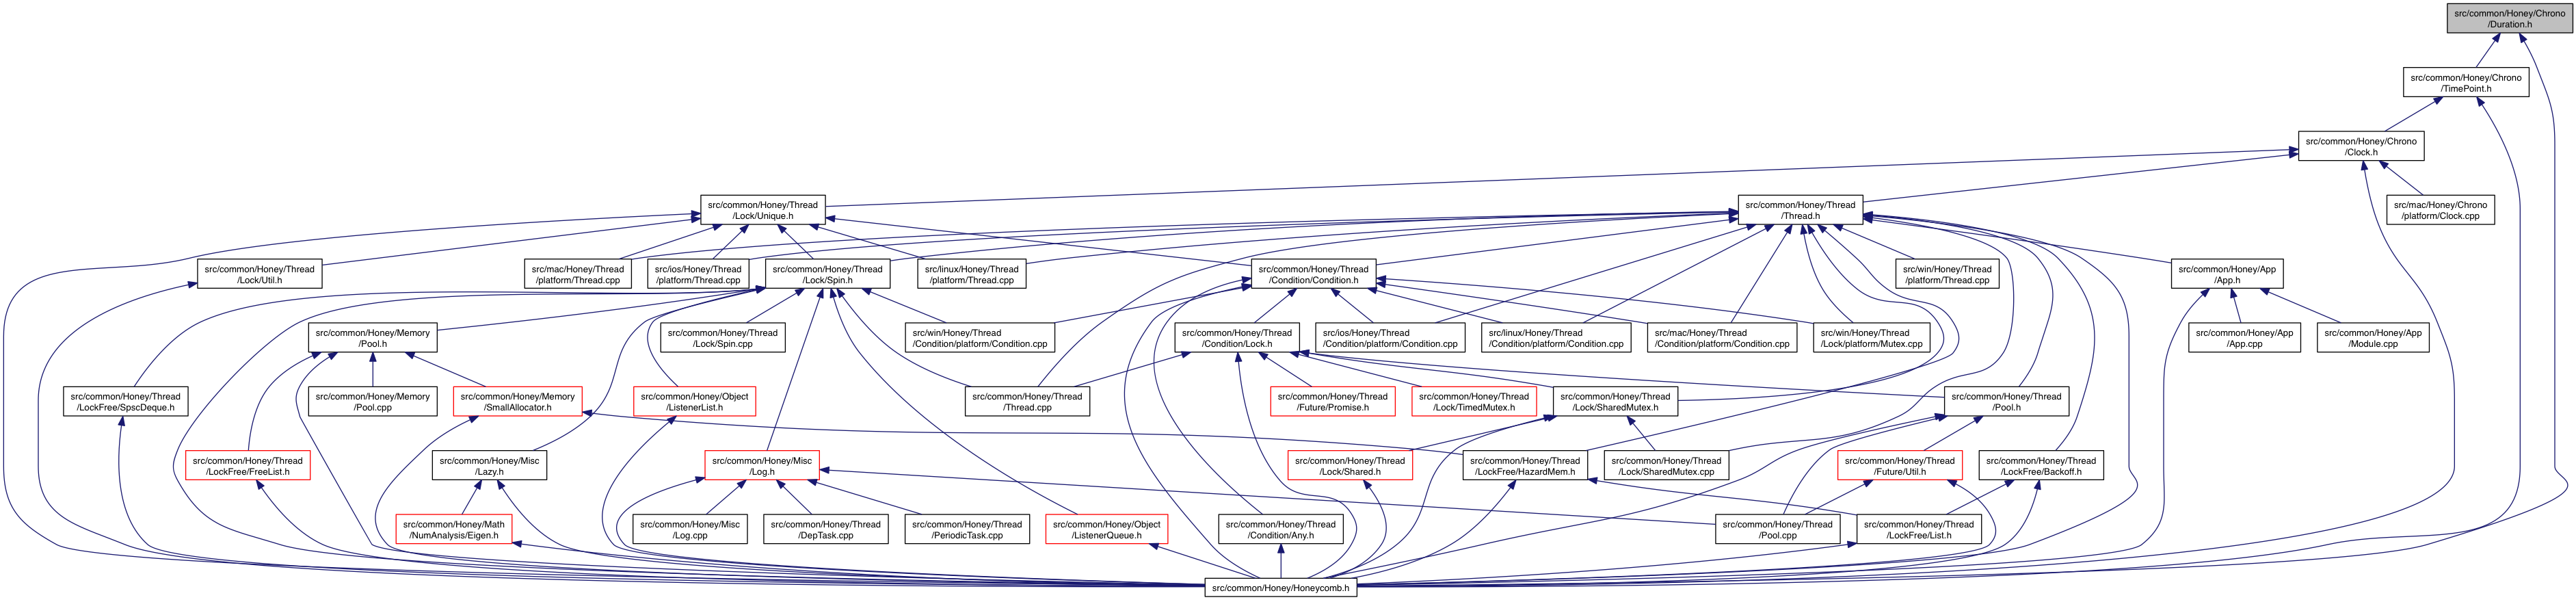 src/common/Honey/Chrono
/Duration.h
src/common/Honey/Chrono
/TimePoint.h
src/common/Honey/Chrono
/Clock.h
src/common/Honey/Thread
/Lock/Unique.h
src/common/Honey/Thread
/Thread.h
src/mac/Honey/Chrono
/platform/Clock.cpp
src/common/Honey/Thread
/Lock/Util.h
src/mac/Honey/Thread
/platform/Thread.cpp
src/ios/Honey/Thread
/platform/Thread.cpp
src/common/Honey/Thread
/Lock/Spin.h
src/linux/Honey/Thread
/platform/Thread.cpp
src/common/Honey/Thread
/Condition/Condition.h
src/win/Honey/Thread
/platform/Thread.cpp
src/common/Honey/App
/App.h
src/common/Honey/Memory
/Pool.h
src/common/Honey/Thread
/Lock/Spin.cpp
src/win/Honey/Thread
/Condition/platform/Condition.cpp
src/common/Honey/Thread
/Condition/Lock.h
src/ios/Honey/Thread
/Condition/platform/Condition.cpp
src/linux/Honey/Thread
/Condition/platform/Condition.cpp
src/mac/Honey/Thread
/Condition/platform/Condition.cpp
src/win/Honey/Thread
/Lock/platform/Mutex.cpp
src/common/Honey/App
/App.cpp
src/common/Honey/App
/Module.cpp
src/common/Honey/Thread
/LockFree/SpscDeque.h
src/common/Honey/Memory
/Pool.cpp
src/common/Honey/Memory
/SmallAllocator.h
src/common/Honey/Object
/ListenerList.h
src/common/Honey/Thread
/Thread.cpp
src/common/Honey/Thread
/Future/Promise.h
src/common/Honey/Thread
/Lock/TimedMutex.h
src/common/Honey/Thread
/Lock/SharedMutex.h
src/common/Honey/Thread
/Pool.h
src/common/Honey/Thread
/LockFree/FreeList.h
src/common/Honey/Misc
/Lazy.h
src/common/Honey/Misc
/Log.h
src/common/Honey/Thread
/Lock/Shared.h
src/common/Honey/Thread
/LockFree/HazardMem.h
src/common/Honey/Thread
/Lock/SharedMutex.cpp
src/common/Honey/Thread
/Future/Util.h
src/common/Honey/Thread
/LockFree/Backoff.h
src/common/Honey/Math
/NumAnalysis/Eigen.h
src/common/Honey/Misc
/Log.cpp
src/common/Honey/Thread
/DepTask.cpp
src/common/Honey/Thread
/PeriodicTask.cpp
src/common/Honey/Object
/ListenerQueue.h
src/common/Honey/Thread
/Condition/Any.h
src/common/Honey/Thread
/Pool.cpp
src/common/Honey/Thread
/LockFree/List.h
src/common/Honey/Honeycomb.h